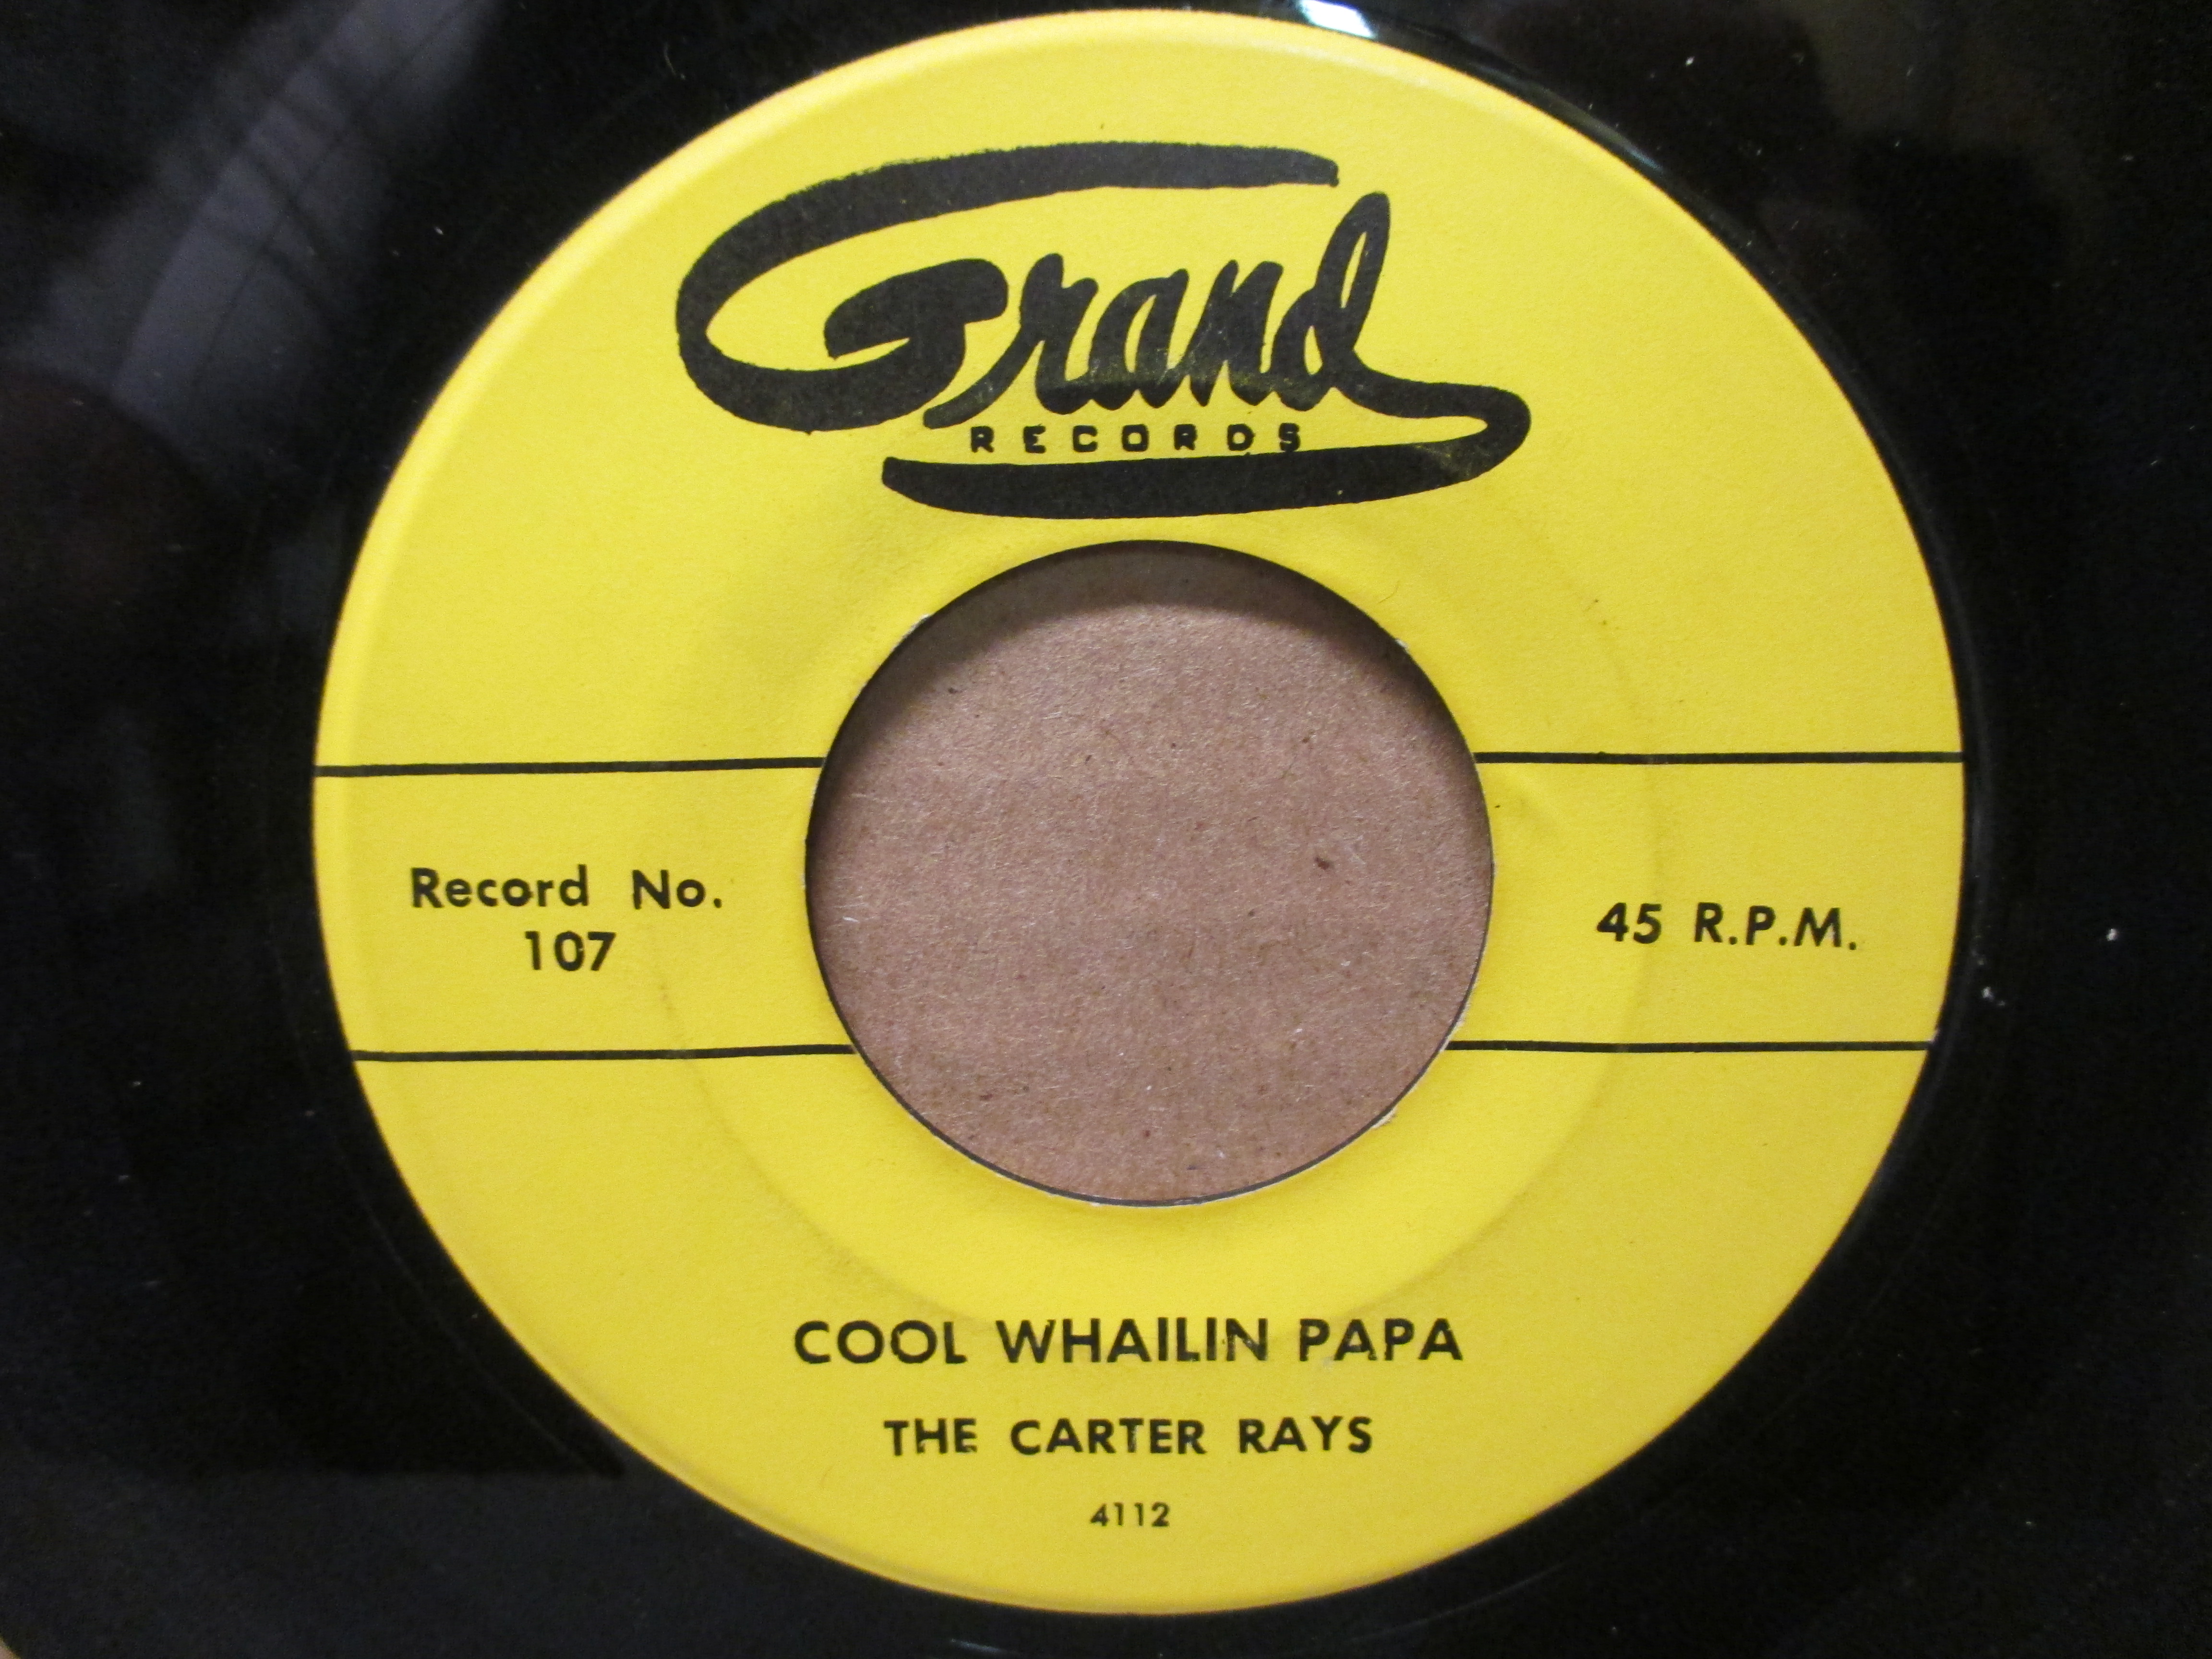 Grand
RECORDS
Record No.
107
45 R.P.M.
COOL WHAILIN PAPA
THE CARTER RAYS
4112